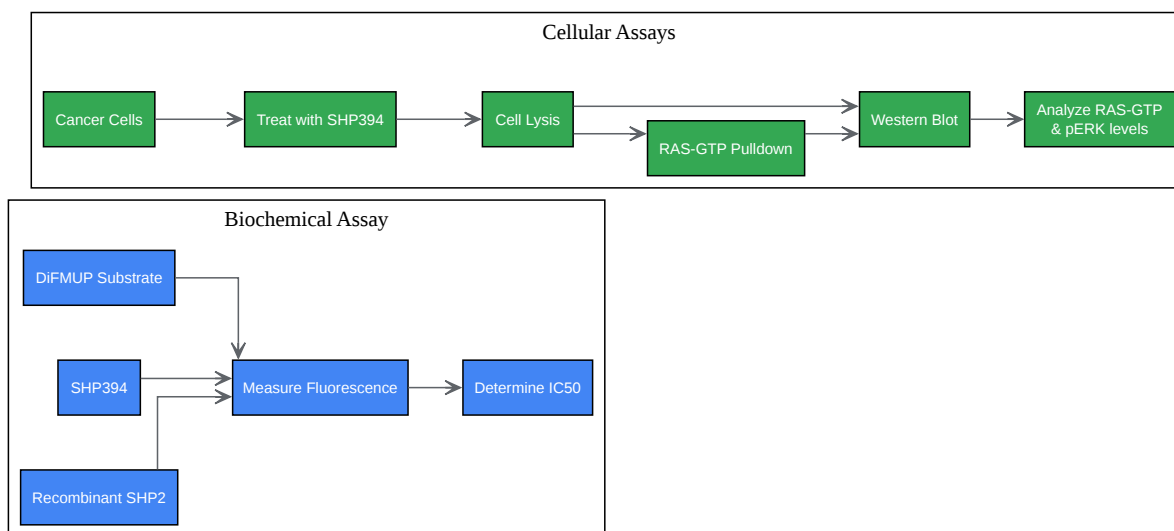 Cellular Assays
Cancer Cells
Treat with SHP394
Cell Lysis
RAS-GTP Pulldown
Western Blot
Analyze RAS-GTP
& pERK levels
Biochemical Assay
DiFMUP Substrate
SHP394
Measure Fluorescence
Determine IC50
Recombinant SHP2